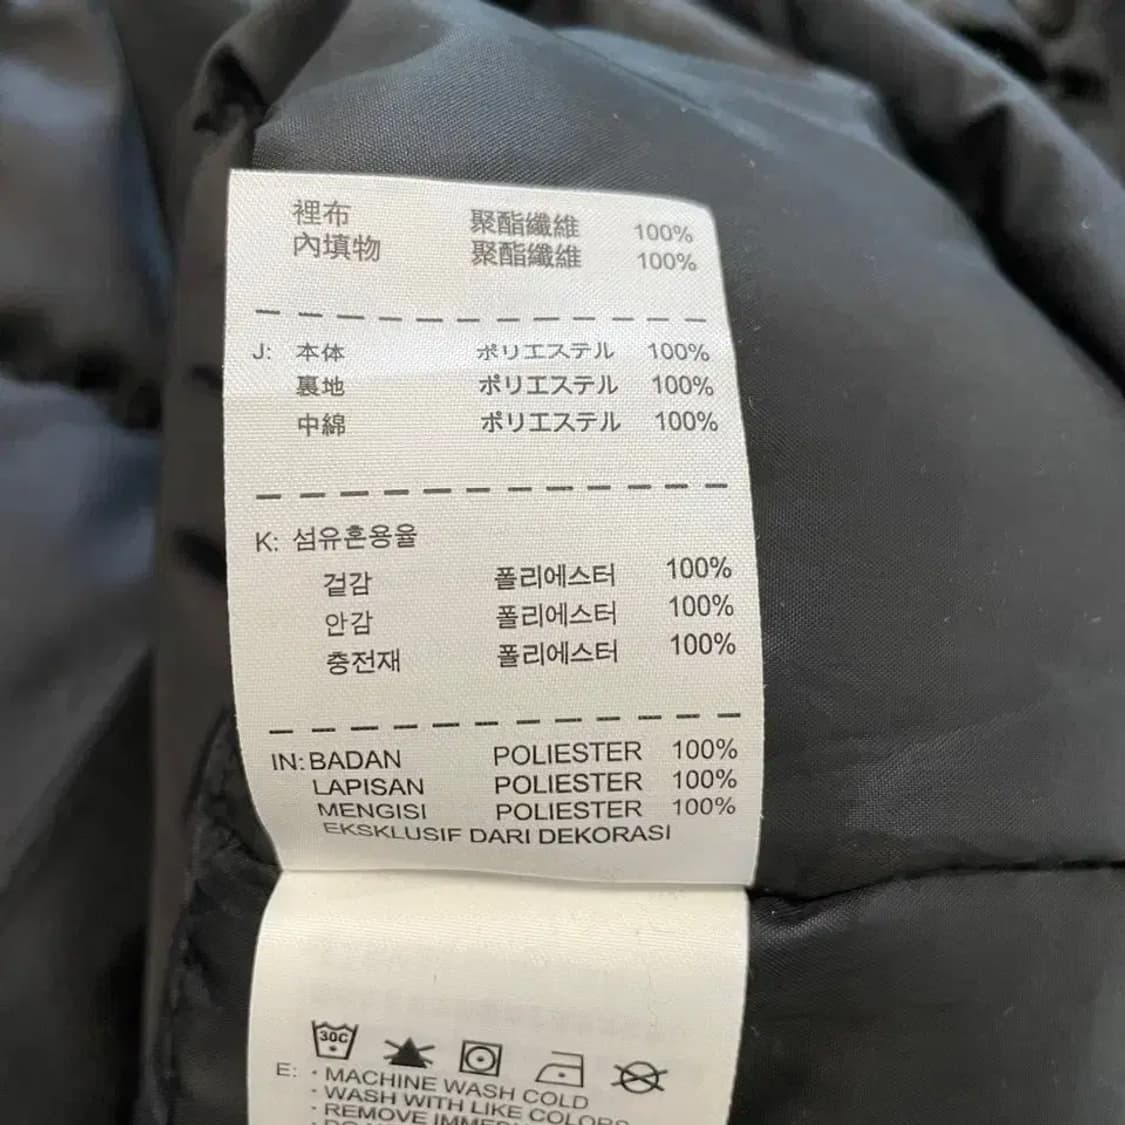 裡布 聚酯纖維 100%
內填物 聚酯纖維 100%
J: 本体 ポリエステル 100%
裏地 ポリエステル 100%
中綿 ポリエステル 100%
K: 섬유혼용율
겉감 폴리에스터 100%
안감 폴리에스터 100%
충전재 폴리에스터 100%
IN: BADAN POLIESTER 100%
LAPISAN POLIESTER 100%
MENGISI POLIESTER 100%
EKSKLUSIF DARI DEKORASI
30C
E: · MACHINE WASH COLD
· WASH WITH LIKE COLORS
· REMOVE